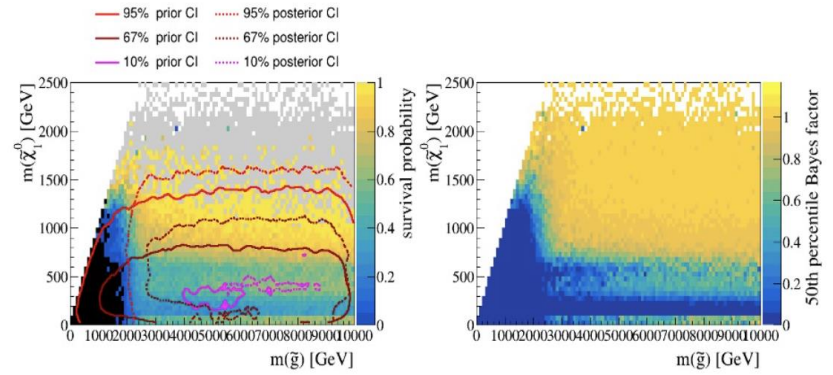 95% prior CI 95% posterior CI
67% prior CI 67% posterior CI
10% prior CI 10% posterior CI
m(χ̃₁⁰) [GeV]
2500
2000
1500
1000
500
0
0 1000 2000 3000 4000 5000 6000 7000 8000 9000 10000
m(g̃) [GeV]
1
0.8
0.6
0.4
0.2
0
survival probability
m(χ̃₁⁰) [GeV]
2500
2000
1500
1000
500
0
0 1000 2000 3000 4000 5000 6000 7000 8000 9000 10000
m(g̃) [GeV]
1
0.8
0.6
0.4
0.2
0
50th percentile Bayes factor